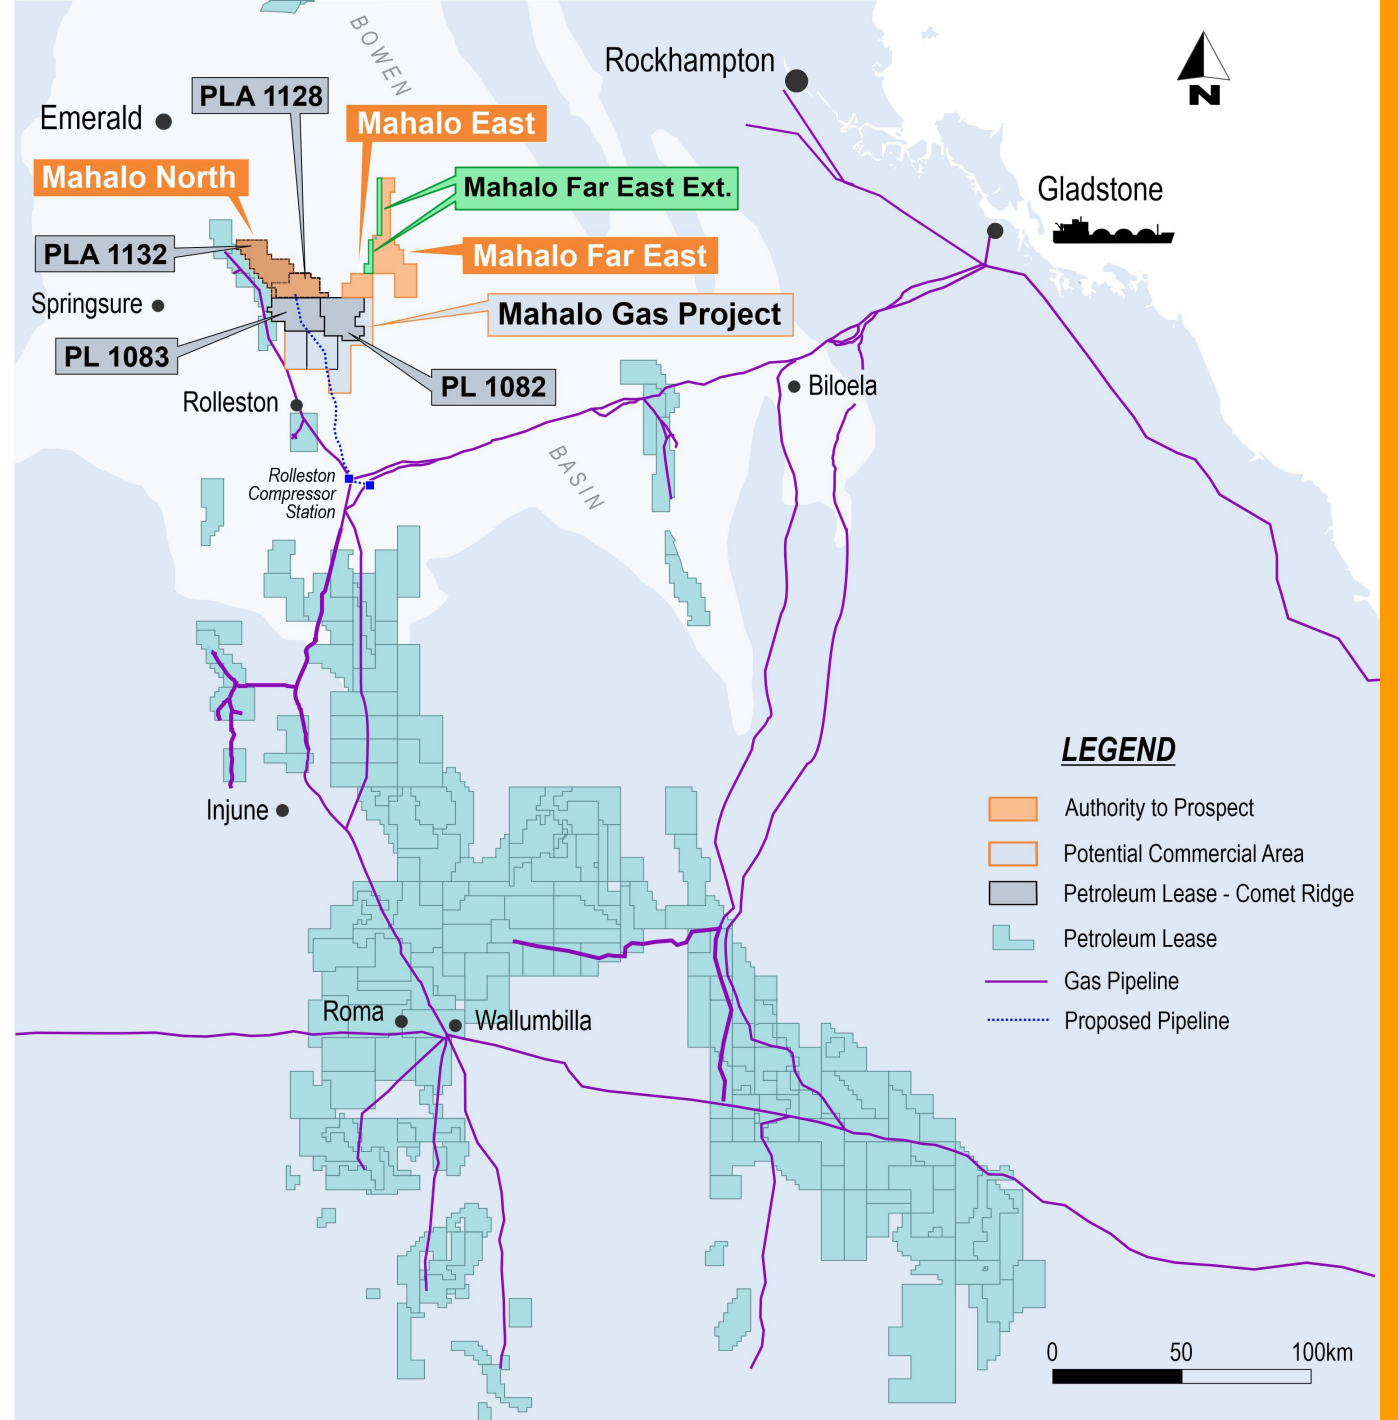 BOWEN
Rockhampton
PLA 1128
Emerald
Mahalo East
N
Mahalo North
Mahalo Far East Ext.
Gladstone
PLA 1132
Mahalo Far East
Springsure
Mahalo Gas Project
PL 1083
PL 1082
Biloela
Rolleston
BASIN
Rolleston
Compressor
Station
LEGEND
Authority to Prospect
Potential Commercial Area
Petroleum Lease - Comet Ridge
Petroleum Lease
Gas Pipeline
Proposed Pipeline
Injune
Roma
Wallumbilla
0 50 100km